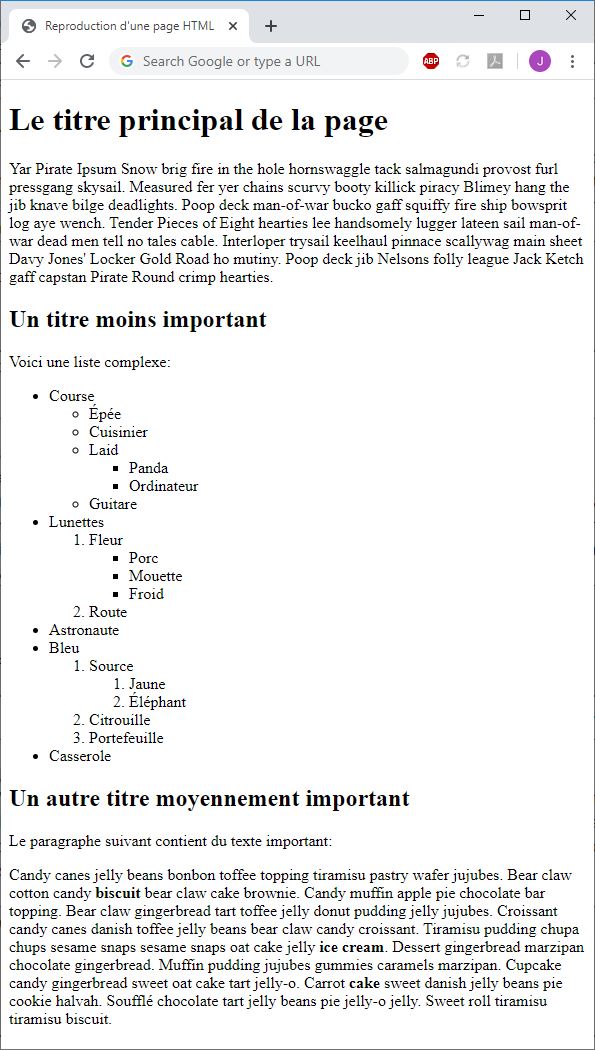 Reproduction d'une page HTML
Search Google or type a URL
ABP
J
Le titre principal de la page
Yar Pirate Ipsum Snow brig fire in the hole hornswaggle tack salmagundi provost furl
pressgang skysail. Measured fer yer chains scurvy booty killick piracy Blimey hang the
jib knave bilge deadlights. Poop deck man-of-war bucko gaff squiffy fire ship bowsprit
log aye wench. Tender Pieces of Eight hearties lee handsomely lugger lateen sail man-of-
war dead men tell no tales cable. Interloper trysail keelhaul pinnace scallywag main sheet
Davy Jones' Locker Gold Road ho mutiny. Poop deck jib Nelsons folly league Jack Ketch
gaff capstan Pirate Round crimp hearties.
Un titre moins important
Voici une liste complexe:
Course
Épée
Cuisinier
Laid
Panda
Ordinateur
Guitare
Lunettes
1. Fleur
Porc
Mouette
Froid
2. Route
Astronaute
Bleu
1. Source
1. Jaune
2. Éléphant
2. Citrouille
3. Portefeuille
Casserole
Un autre titre moyennement important
Le paragraphe suivant contient du texte important:
Candy canes jelly beans bonbon toffee topping tiramisu pastry wafer jujubes. Bear claw
cotton candy biscuit bear claw cake brownie. Candy muffin apple pie chocolate bar
topping. Bear claw gingerbread tart toffee jelly donut pudding jelly jujubes. Croissant
candy canes danish toffee jelly beans bear claw candy croissant. Tiramisu pudding chupa
chups sesame snaps sesame snaps oat cake jelly ice cream. Dessert gingerbread marzipan
chocolate gingerbread. Muffin pudding jujubes gummies caramels marzipan. Cupcake
candy gingerbread sweet oat cake tart jelly-o. Carrot cake sweet danish jelly beans pie
cookie halvah. Soufflé chocolate tart jelly beans pie jelly-o jelly. Sweet roll tiramisu
tiramisu biscuit.